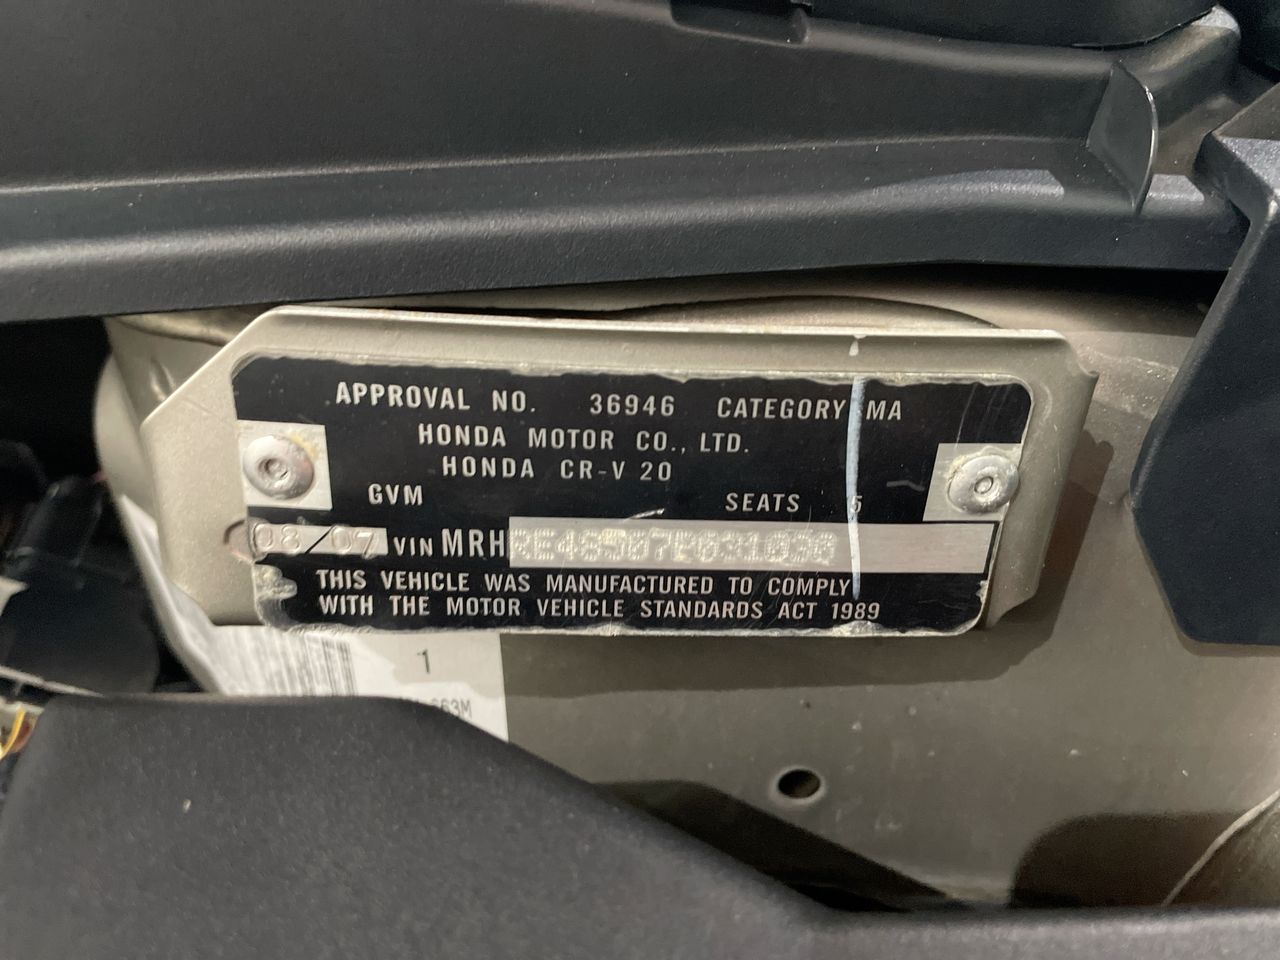 APPROVAL NO. 36946 CATEGORY MA
HONDA MOTOR CO., LTD.
HONDA CR-V 20
GVM SEATS 5
08/07 VIN MRH
THIS VEHICLE WAS MANUFACTURED TO COMPLY
WITH THE MOTOR VEHICLE STANDARDS ACT 1989
1
663M